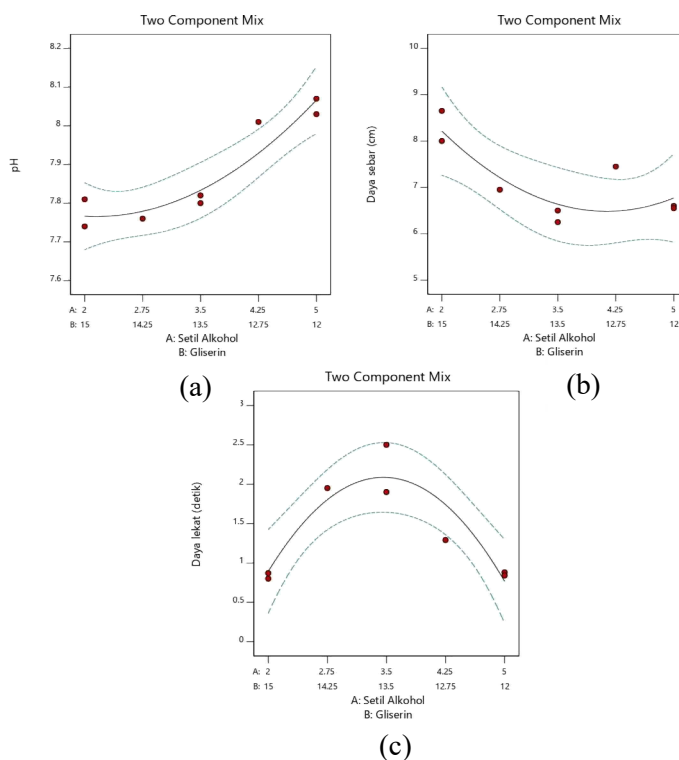 Two Component Mix
8.2
8.1
8
7.9
7.8
7.7
7.6
pH
A: 2 2.75 3.5 4.25 5
B: 15 14.25 13.5 12.75 12
A: Setil Alkohol
B: Gliserin
(a)
Two Component Mix
10
9
8
7
6
5
Daya sebar (cm)
A: 2 2.75 3.5 4.25 5
B: 15 14.25 13.5 12.75 12
A: Setil Alkohol
B: Gliserin
(b)
Two Component Mix
3
2.5
2
1.5
1
0.5
0
Daya lekat (detik)
A: 2 2.75 3.5 4.25 5
B: 15 14.25 13.5 12.75 12
A: Setil Alkohol
B: Gliserin
(c)